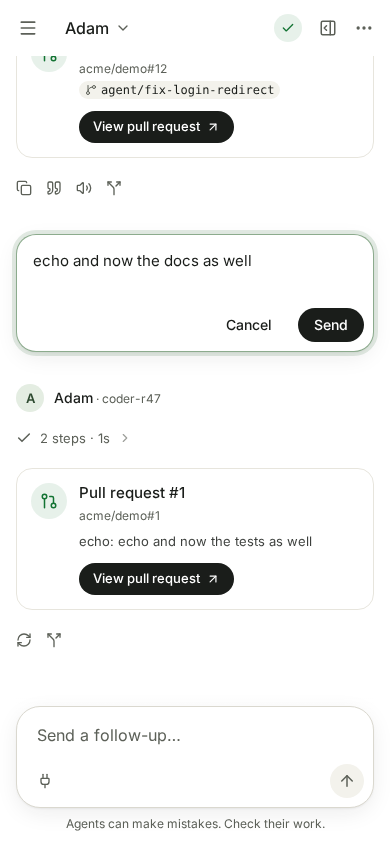 Adam
acme/demo#12
agent/fix-login-redirect
View pull request
echo and now the docs as well
Cancel
Send
A
Adam · coder-r47
2 steps · 1s
Pull request #1
acme/demo#1
echo: echo and now the tests as well
View pull request
Send a follow-up...
Agents can make mistakes. Check their work.